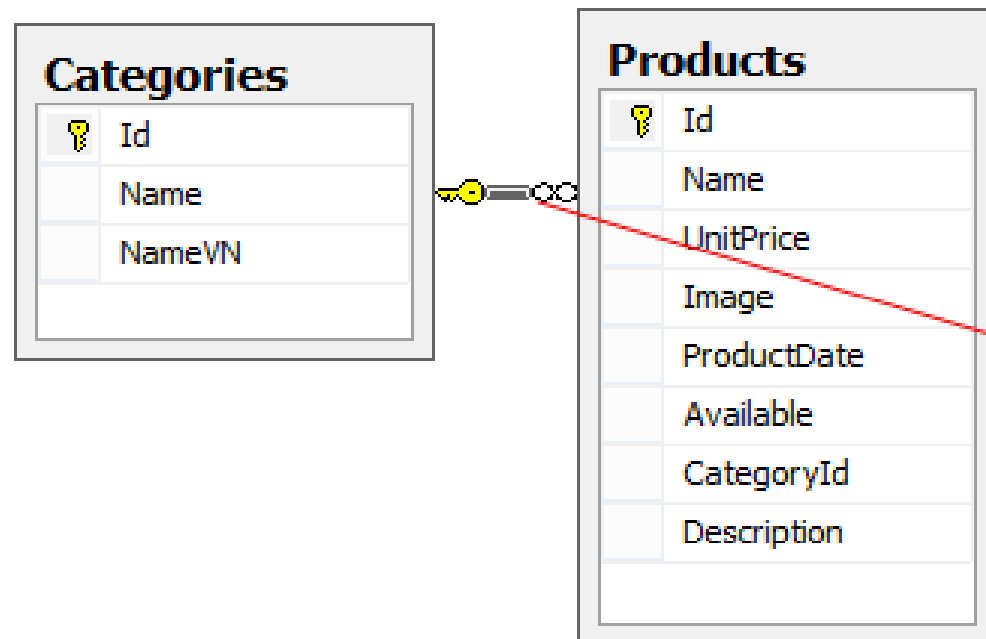 Categories
Id
Name
NameVN
Products
Id
Name
UnitPrice
Image
ProductDate
Available
CategoryId
Description